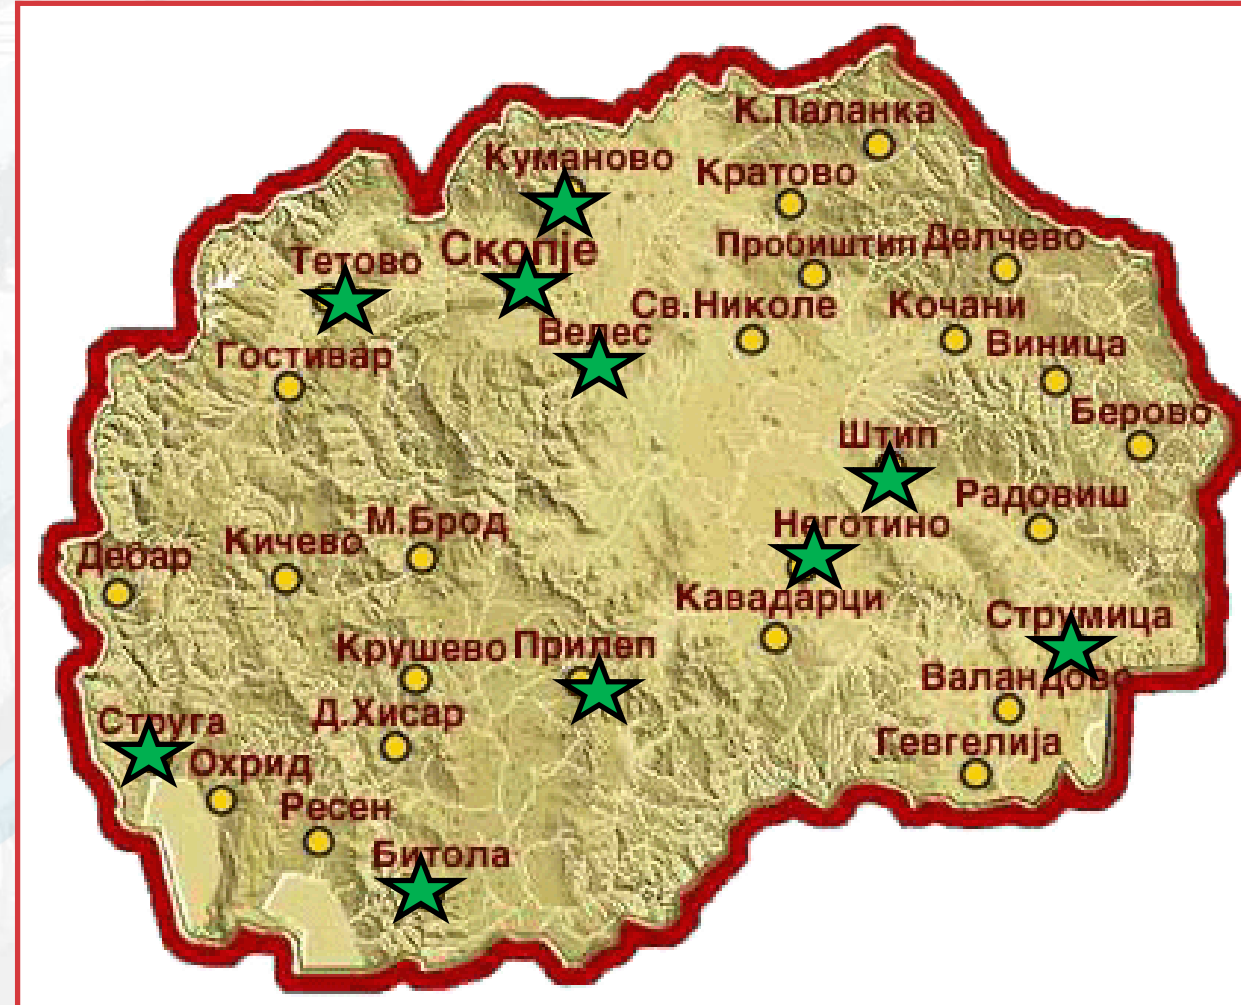 К.Паланка
Куманово
Кратово
Пробиштип
Делчево
Скопје
Тетово
Св.Николе
Кочани
Велес
Виница
Гостивар
Берово
Штип
Радовиш
М.Брод
Неготино
Кичево
Дебар
Кавадарци
Струмица
Крушево
Прилеп
Валандово
Д.Хисар
Струга
Гевгелија
Охрид
Ресен
Битола